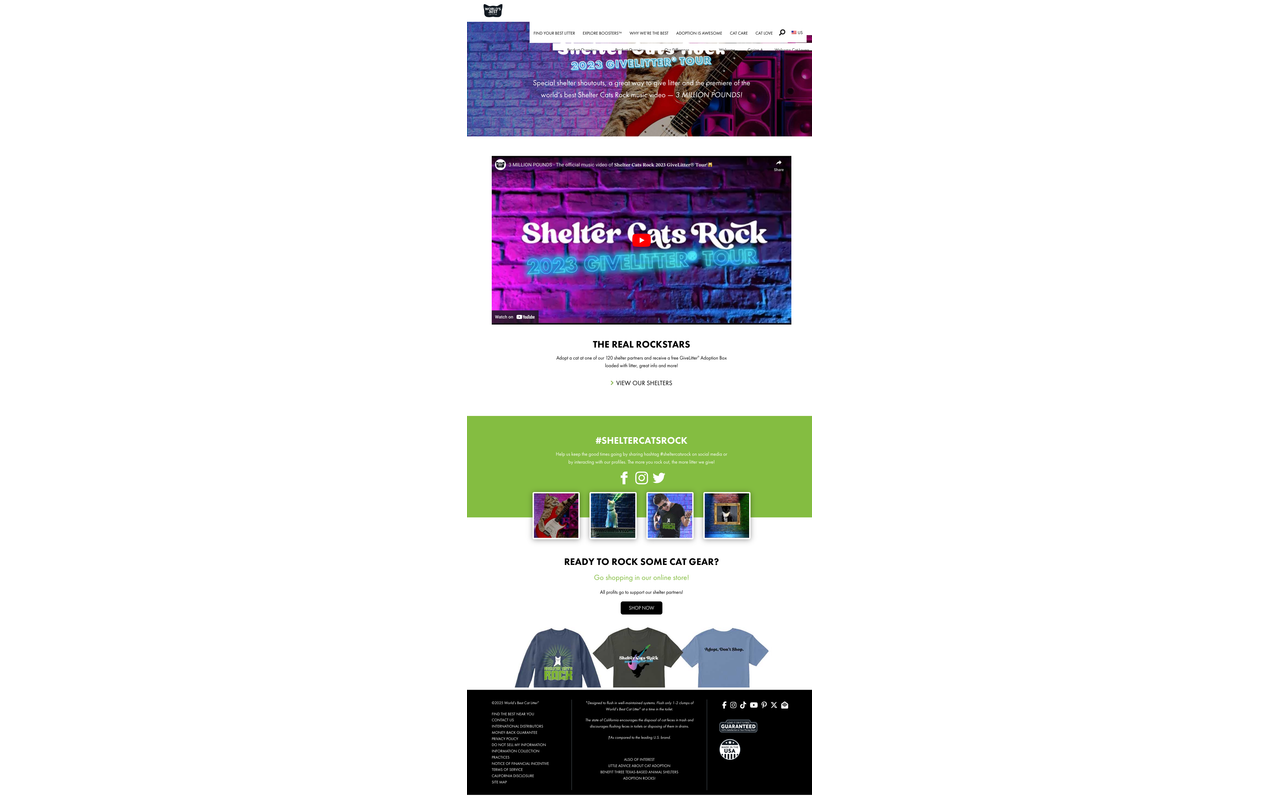 WORLD'S
BEST
FIND YOUR BEST LITTER EXPLORE BOOSTERS™ WHY WE'RE THE BEST ADOPTION IS AWESOME CAT CARE CAT LOVE US
Shelter Cats Rock
2023 GIVELITTER® TOUR
Special shelter shoutouts, a great way to give litter and the premiere of the
world's best Shelter Cats Rock music video — 3 MILLION POUNDS!
3 MILLION POUNDS - The official music video of Shelter Cats Rock 2023 GiveLitter® Tour!
Share
Shelter Cats Rock
2023 GIVELITTER® TOUR
Watch on YouTube
THE REAL ROCKSTARS
Adopt a cat at one of our 120 shelter partners and receive a free GiveLitter® Adoption Box
loaded with litter, great info and more!
VIEW OUR SHELTERS
#SHELTERCATSROCK
Help us keep the good times going by sharing hashtag #sheltercatsrock on social media or
by interacting with our profiles. The more you rock out, the more litter we give!
READY TO ROCK SOME CAT GEAR?
Go shopping in our online store!
All profits go to support our shelter partners!
SHOP NOW
SHELTER CATS
ROCK
Shelter Cats Rock
Adopt, Don't Shop.
©2025 World's Best Cat Litter™
FIND THE BEST NEAR YOU
CONTACT US
INTERNATIONAL DISTRIBUTORS
MONEY-BACK GUARANTEE
PRIVACY POLICY
DO NOT SELL MY INFORMATION
INFORMATION COLLECTION
PRACTICES
NOTICE OF FINANCIAL INCENTIVE
TERMS OF SERVICE
CALIFORNIA DISCLOSURE
SITE MAP
*Designed to flush in well-maintained systems. Flush only 1-2 clumps of
World's Best Cat Litter™ at a time in the toilet.
The state of California encourages the disposal of cat feces in trash and
discourages flushing feces in toilets or disposing of them in drains.
†As compared to the leading U.S. brand.
ALSO OF INTEREST
LITTLE ADVICE ABOUT CAT ADOPTION
BENEFIT THREE TEXAS-BASED ANIMAL SHELTERS
ADOPTION ROCKS!
GUARANTEED
USA